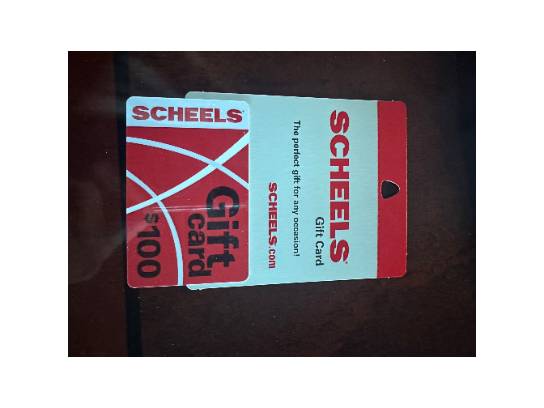 SCHEELS
Gift Card
The perfect gift for any occasion!
SCHEELS.com
SCHEELS
Gift
card
$100